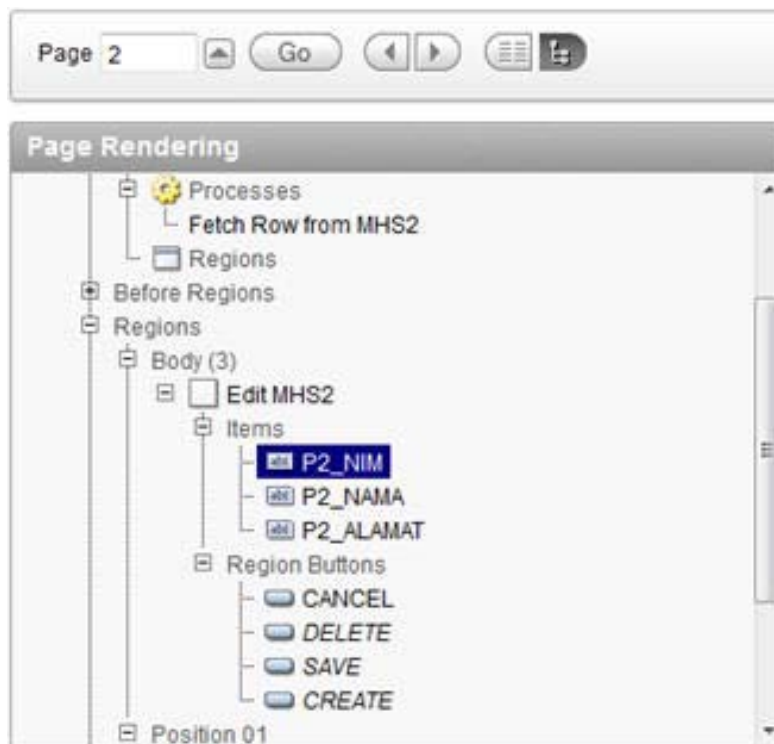 Page 2 Go
Page Rendering
Processes
Fetch Row from MHS2
Regions
Before Regions
Regions
Body (3)
Edit MHS2
Items
P2_NIM
P2_NAMA
P2_ALAMAT
Region Buttons
CANCEL
DELETE
SAVE
CREATE
Position 01